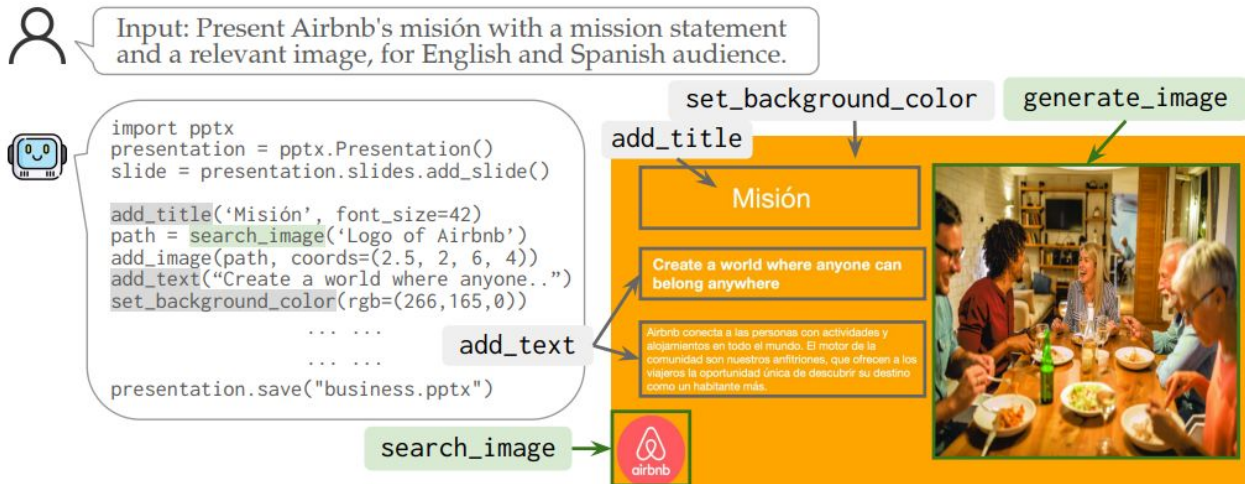 Input: Present Airbnb's misión with a mission statement
and a relevant image, for English and Spanish audience.
import pptx
presentation = pptx.Presentation()
slide = presentation.slides.add_slide()
add_title(‘Misión’, font_size=42)
path = search_image(‘Logo of Airbnb’)
add_image(path, coords=(2.5, 2, 6, 4))
add_text(“Create a world where anyone..”)
set_background_color(rgb=(266,165,0))
... ...
... ...
presentation.save("business.pptx")
set_background_color
generate_image
add_title
Misión
Create a world where anyone can
belong anywhere
add_text
Airbnb conecta a las personas con actividades y
alojamientos en todo el mundo. El motor de la
comunidad son nuestros anfitriones, que ofrecen a los
viajeros la oportunidad única de descubrir su destino
como un habitante más.
search_image
airbnb